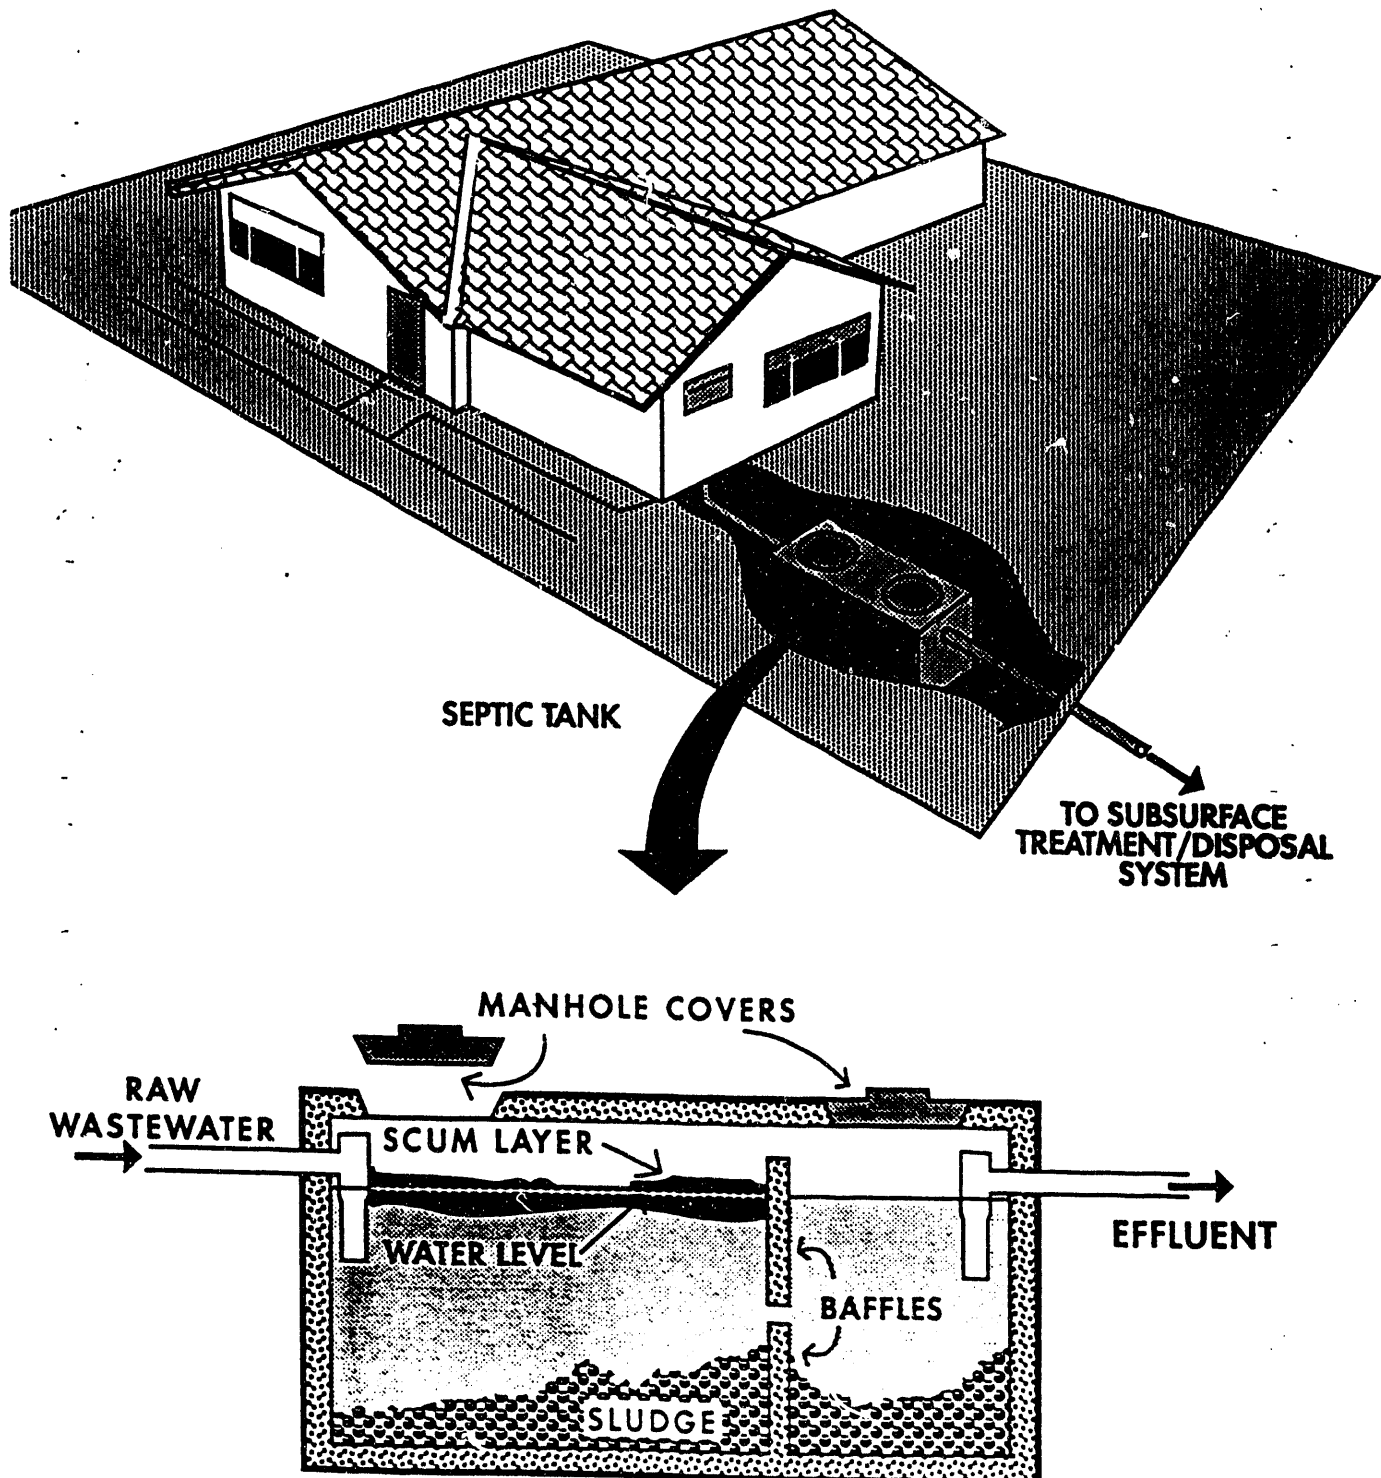 SEPTIC TANK
TO SUBSURFACE
TREATMENT/DISPOSAL
SYSTEM
MANHOLE COVERS
RAW
WASTEWATER
SCUM LAYER
EFFLUENT
WATER LEVEL
BAFFLES
SLUDGE